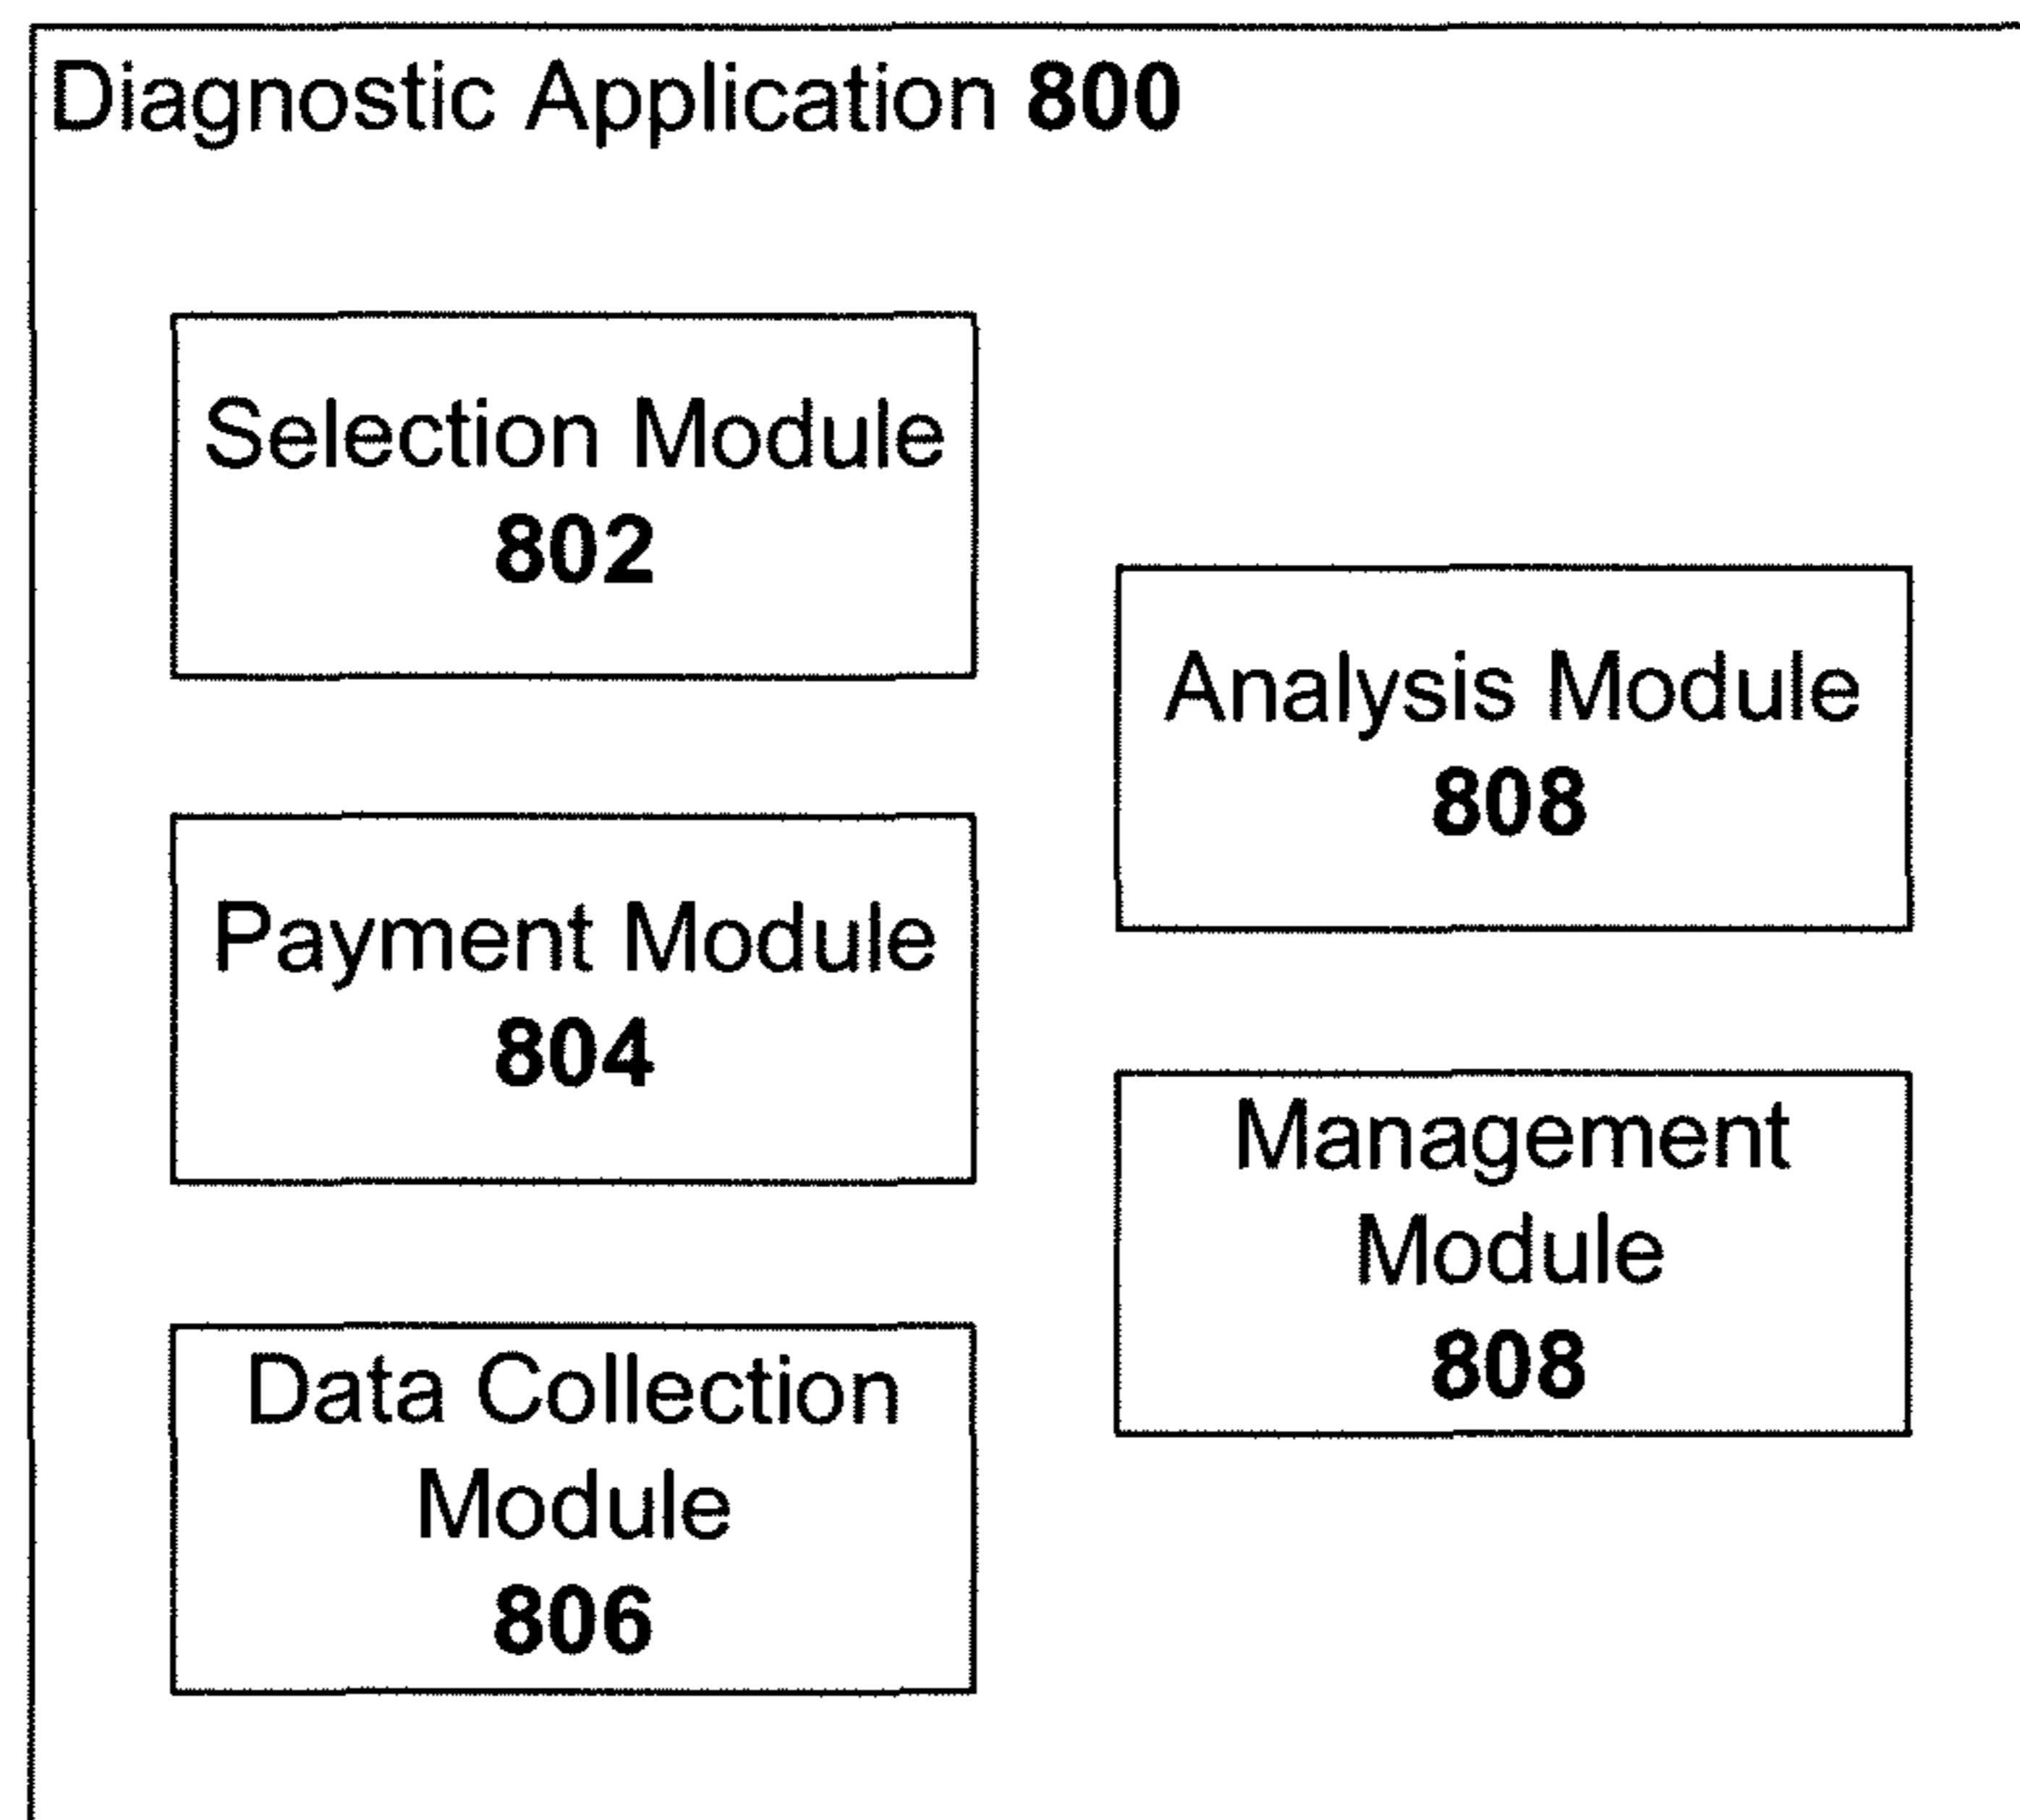 Diagnostic Application 800
Selection Module
802
Payment Module
804
Data Collection
Module
806
Analysis Module
808
Management
Module
808